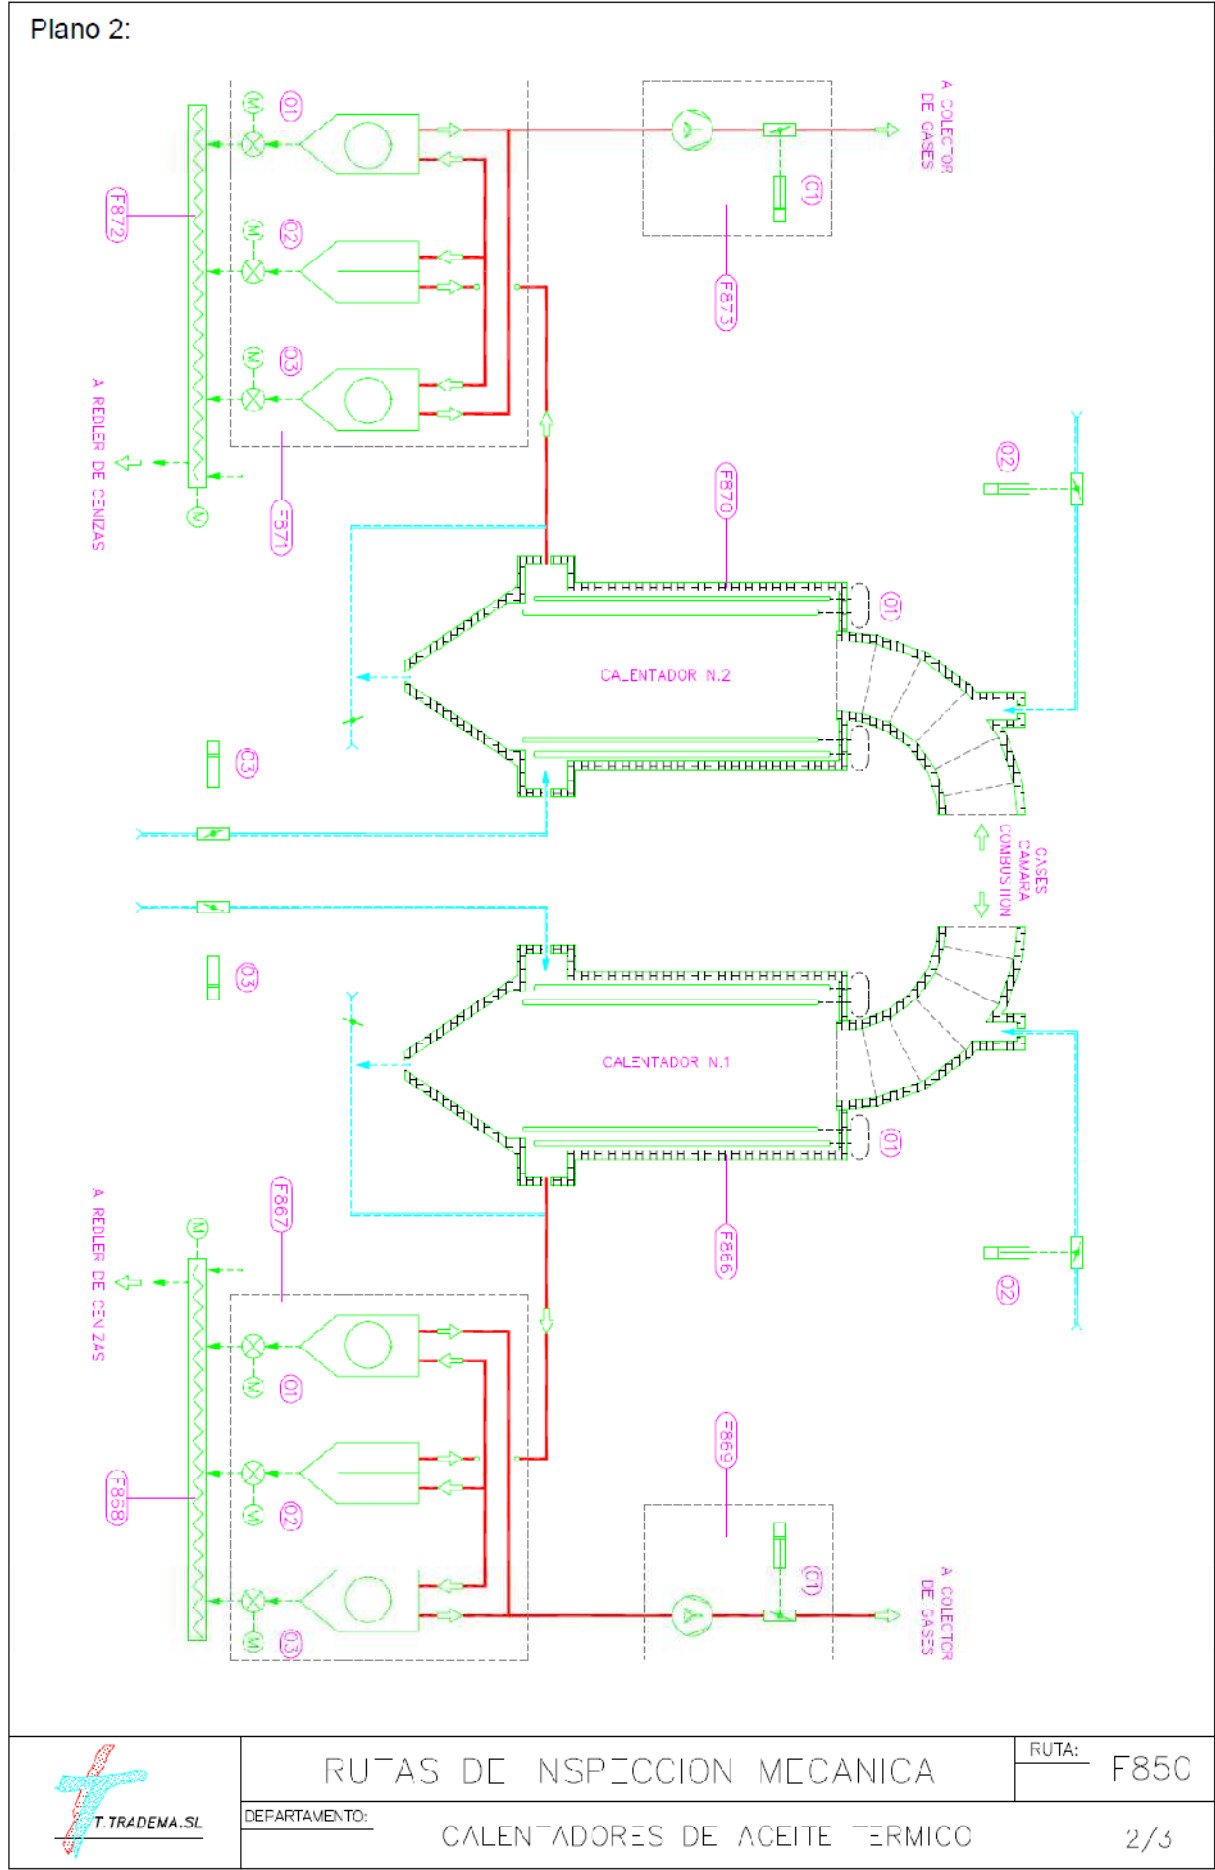 Plano 2:
A COLECTOR
DE GASES
01
M
C1
F872
02
M
F873
03
M
A REDLER DE CENIZAS
02
F870
F871
M
01
CALENTADOR N.2
C3
GASES
CAMARA
COMBUSTION
03
CALENTADOR N.1
01
F867
F866
A REDLER DE CENIZAS
M
02
M
01
F869
F868
M
02
C1
A COLECTOR
DE GASES
M
03
RUTAS DE INSPECCION MECANICA
RUTA:
F850
T.TRADEMA.SL
DEPARTAMENTO:
CALENTADORES DE ACEITE TERMICO
2/3